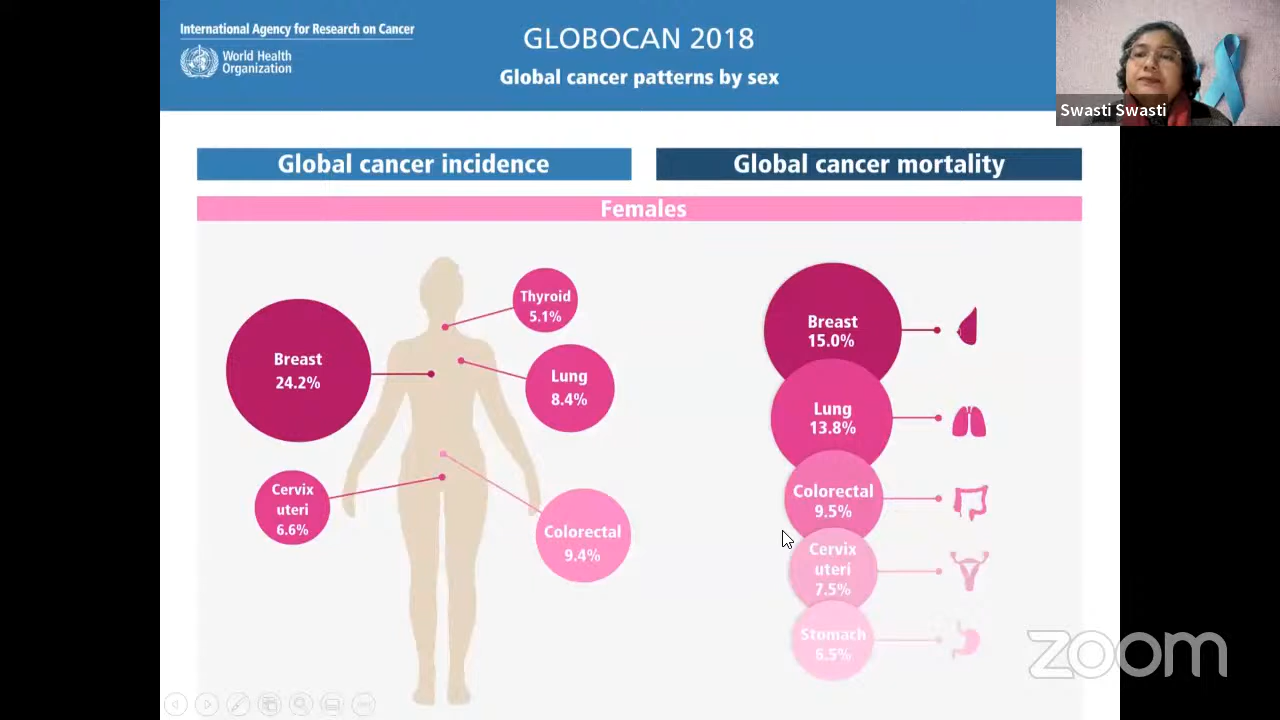 International Agency for Research on Cancer
World Health
Organization
GLOBOCAN 2018
Global cancer patterns by sex
Swasti Swasti
Global cancer incidence
Global cancer mortality
Females
Thyroid
5.1%
Breast
24.2%
Lung
8.4%
Cervix
uteri
6.6%
Colorectal
9.4%
Breast
15.0%
Lung
13.8%
Colorectal
9.5%
Cervix
uteri
7.5%
Stomach
6.5%
zoom